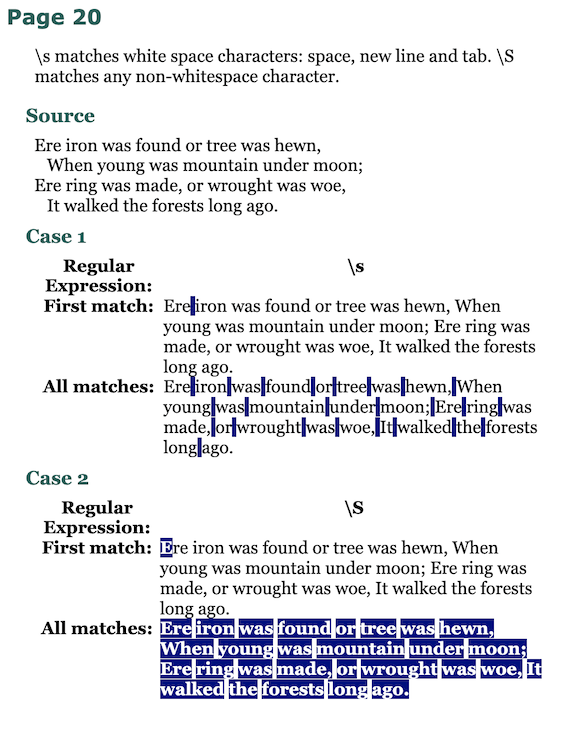 Page 20
\s matches white space characters: space, new line and tab. \S
matches any non-whitespace character.
Source
Ere iron was found or tree was hewn,
When young was mountain under moon;
Ere ring was made, or wrought was woe,
It walked the forests long ago.
Case 1
Regular Expression: \s
First match: Ere iron was found or tree was hewn, When
young was mountain under moon; Ere ring was
made, or wrought was woe, It walked the forests
long ago.
All matches: Ere iron was found or tree was hewn, When
young was mountain under moon; Ere ring was
made, or wrought was woe, It walked the forests
long ago.
Case 2
Regular Expression: \S
First match: Ere iron was found or tree was hewn, When
young was mountain under moon; Ere ring was
made, or wrought was woe, It walked the forests
long ago.
All matches: Ere iron was found or tree was hewn,
When young was mountain under moon;
Ere ring was made, or wrought was woe, It
walked the forests long ago.